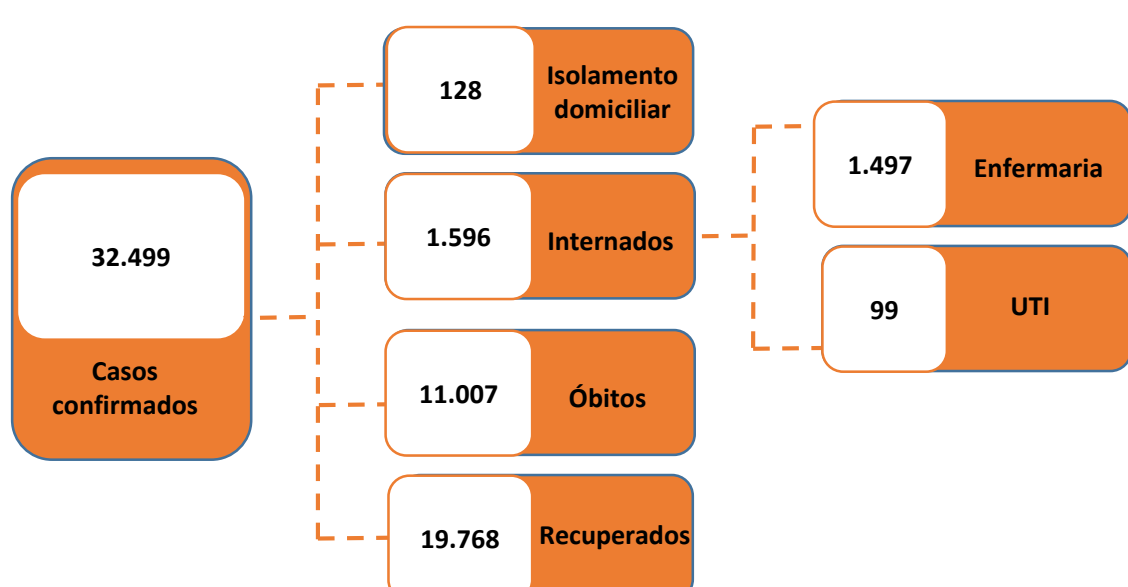 32.499
Casos
confirmados
128
Isolamento
domiciliar
1.596
Internados
11.007
Óbitos
19.768
Recuperados
1.497
Enfermaria
99
UTI